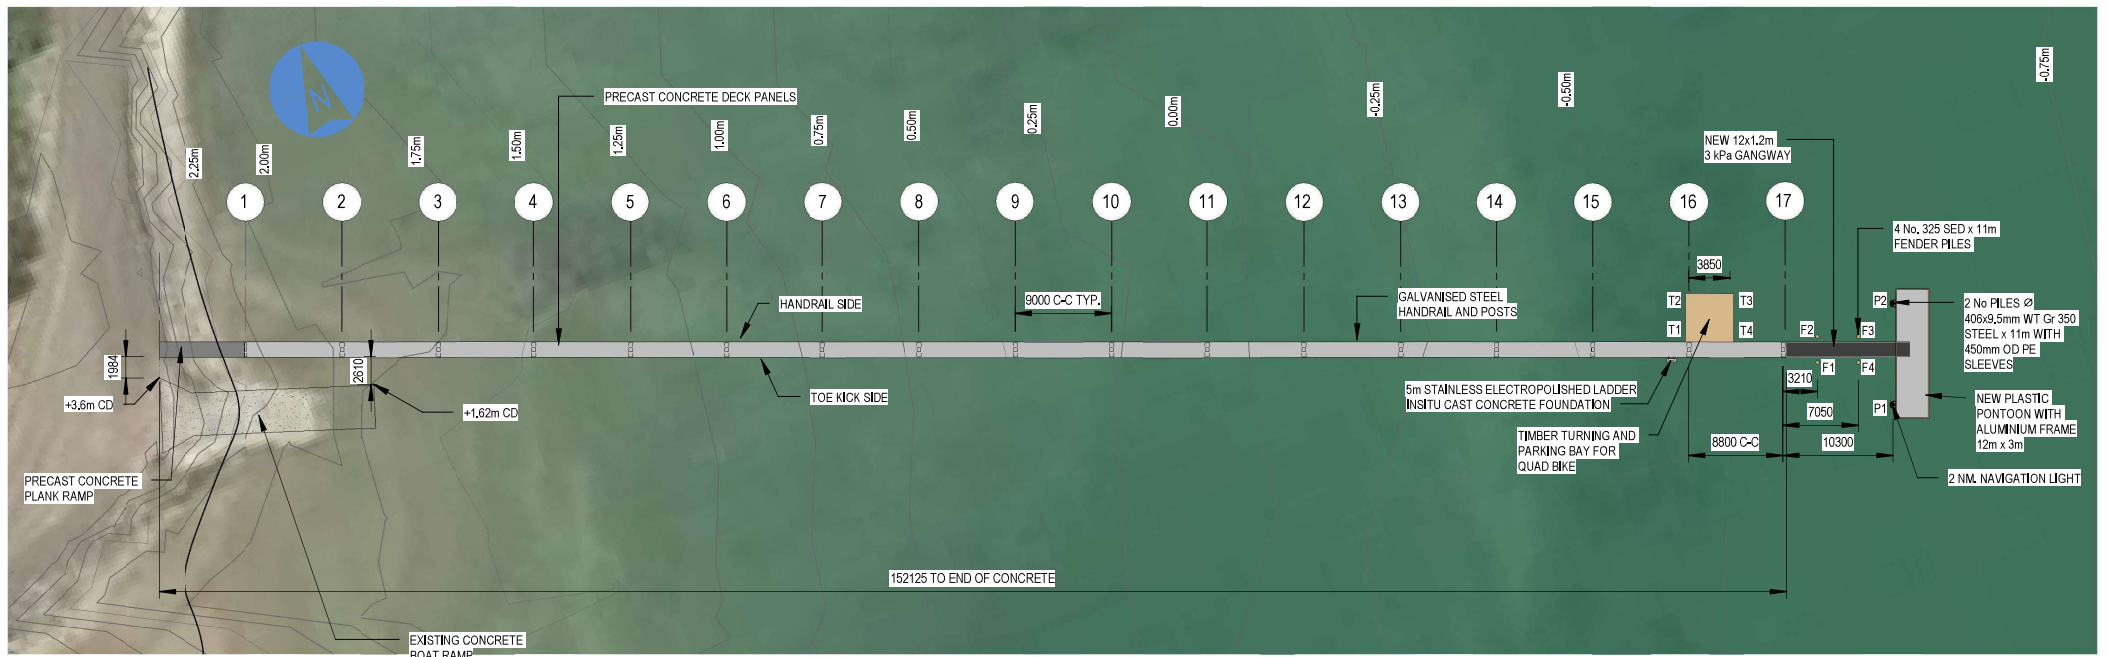 N
2.25m
2.00m
1.75m
1.50m
1.25m
1.00m
0.75m
0.50m
0.25m
0.00m
-0.25m
-0.50m
-0.75m
PRECAST CONCRETE DECK PANELS
NEW 12x1.2m
3 kPa GANGWAY
1
2
3
4
5
6
7
8
9
10
11
12
13
14
15
16
17
4 No. 325 SED x 11m
FENDER PILES
3850
HANDRAIL SIDE
9000 C-C TYP.
GALVANISED STEEL
HANDRAIL AND POSTS
T2
T3
T1
T4
F2
F3
P2
2 No PILES Ø
406x9.5mm WT Gr 350
STEEL x 11m WITH
450mm OD PE
SLEEVES
1984
2610
+3.6m CD
+1.62m CD
TOE KICK SIDE
5m STAINLESS ELECTROPOLISHED LADDER
INSITU CAST CONCRETE FOUNDATION
F1
F4
3210
7050
10300
P1
8800 C-C
NEW PLASTIC
PONTOON WITH
ALUMINIUM FRAME
12m x 3m
TIMBER TURNING AND
PARKING BAY FOR
QUAD BIKE
PRECAST CONCRETE
PLANK RAMP
2 NM. NAVIGATION LIGHT
152125 TO END OF CONCRETE
EXISTING CONCRETE
BOAT RAMP